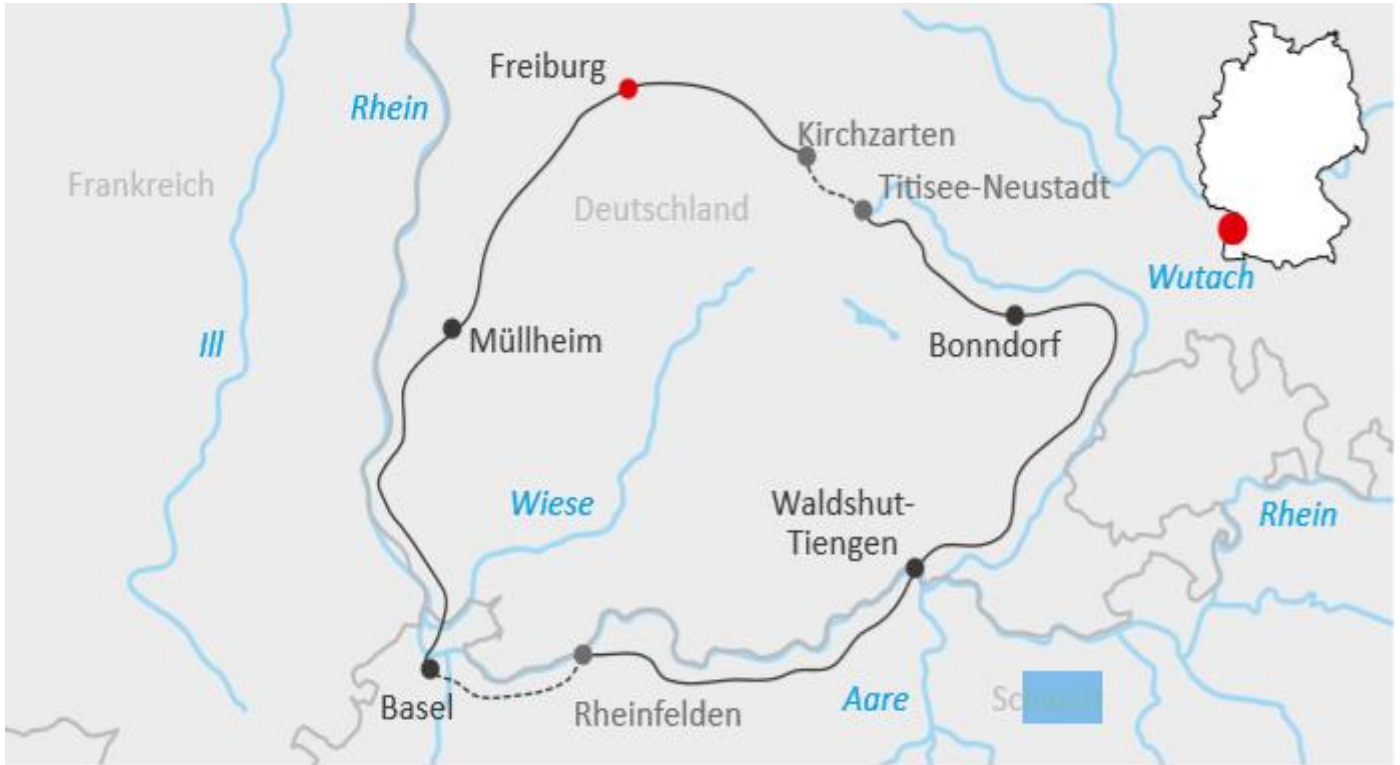 Freiburg
Rhein
Kirchzarten
Frankreich
Titisee-Neustadt
Deutschland
Wutach
Müllheim
Ill
Bonndorf
Wiese
Waldshut-
Tiengen
Rhein
Basel
Rheinfelden
Aare